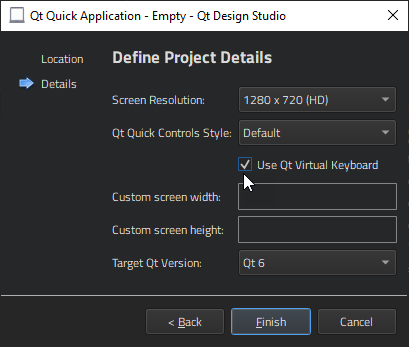 Qt Quick Application - Empty - Qt Design Studio
Location
Details
Define Project Details
Screen Resolution: 1280 x 720 (HD)
Qt Quick Controls Style: Default
Use Qt Virtual Keyboard
Custom screen width:
Custom screen height:
Target Qt Version: Qt 6
< Back Finish Cancel